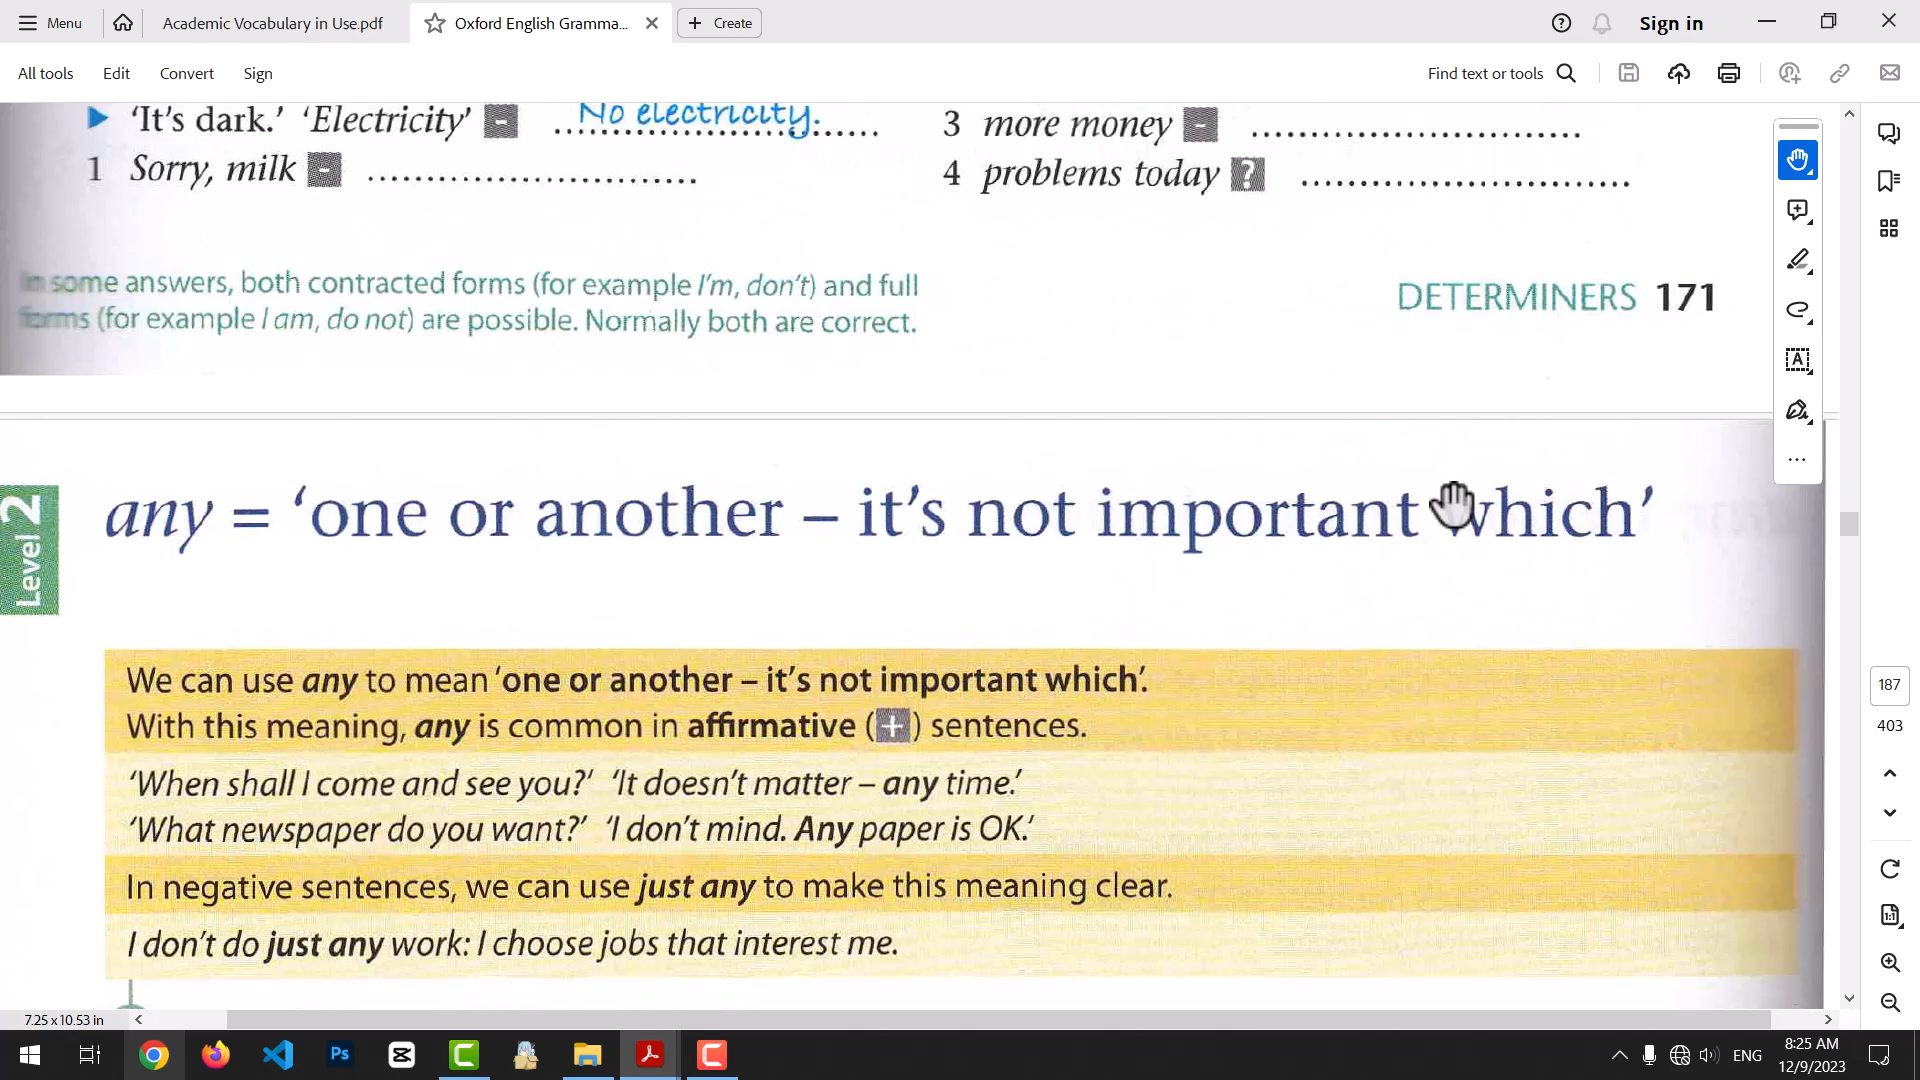 Menu
Academic Vocabulary in Use.pdf
Oxford English Gramma...
Create
Sign in
All tools
Edit
Convert
Sign
Find text or tools
'It's dark.' 'Electricity' - No electricity.
1 Sorry, milk - ..............................
3 more money - ..............................
4 problems today ? ..............................
In some answers, both contracted forms (for example I'm, don't) and full
forms (for example I am, do not) are possible. Normally both are correct.
DETERMINERS 171
Level 2
any = 'one or another – it's not important which'
We can use any to mean 'one or another – it's not important which'.
With this meaning, any is common in affirmative (+) sentences.
'When shall I come and see you?' 'It doesn't matter – any time.'
'What newspaper do you want?' 'I don't mind. Any paper is OK.'
In negative sentences, we can use just any to make this meaning clear.
I don't do just any work: I choose jobs that interest me.
187
403
7.25 x 10.53 in
Ps
ENG
8:25 AM
12/9/2023